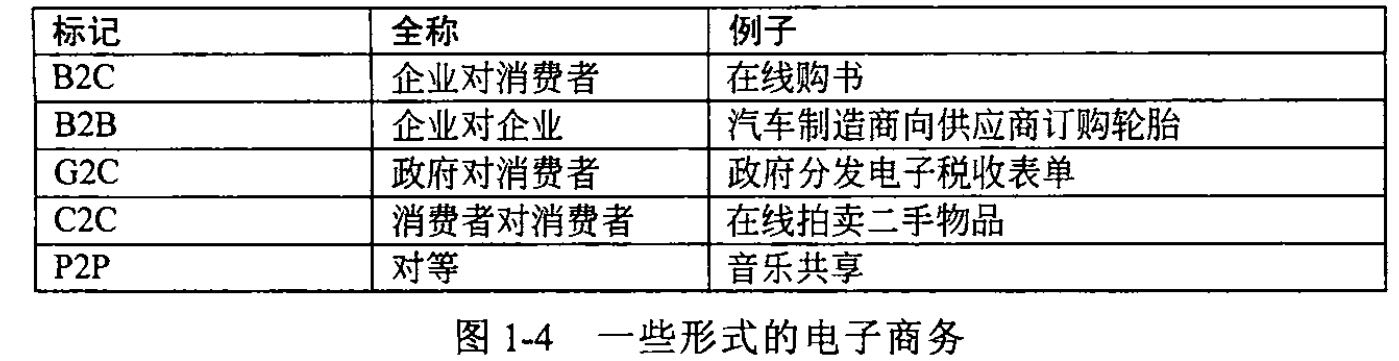 标记 全称 例子
B2C 企业对消费者 在线购书
B2B 企业对企业 汽车制造商向供应商订购轮胎
G2C 政府对消费者 政府分发电子税收表单
C2C 消费者对消费者 在线拍卖二手物品
P2P 对等 音乐共享
图 1-4 一些形式的电子商务